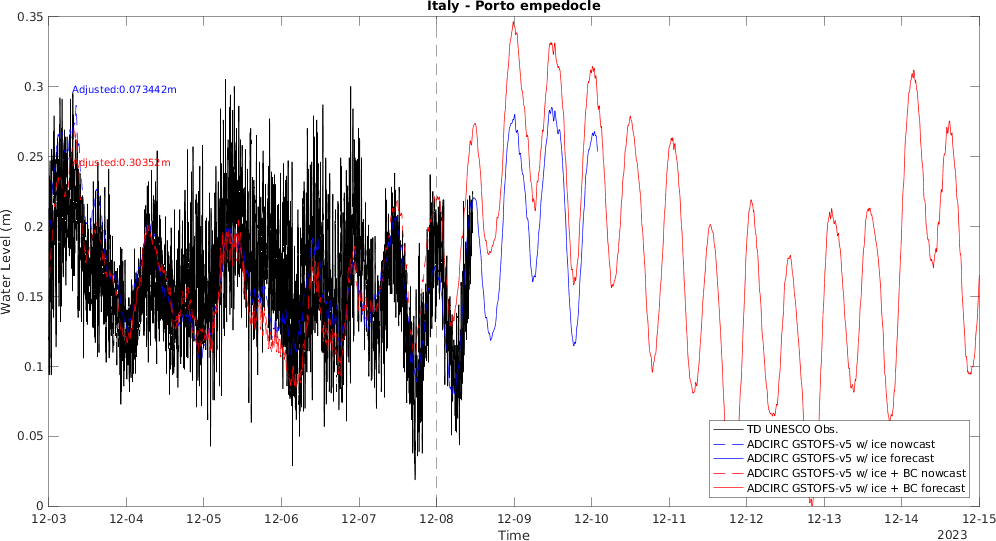 Italy - Porto empedocle
0.35
0.3
0.25
0.2
0.15
0.1
0.05
0
Water Level (m)
Adjusted:0.073442m
Adjusted:0.30352m
TD UNESCO Obs.
ADCIRC GSTOFS-v5 w/ ice nowcast
ADCIRC GSTOFS-v5 w/ ice forecast
ADCIRC GSTOFS-v5 w/ ice + BC nowcast
ADCIRC GSTOFS-v5 w/ ice + BC forecast
12-03 12-04 12-05 12-06 12-07 12-08 12-09 12-10 12-11 12-12 12-13 12-14 12-15
Time
2023